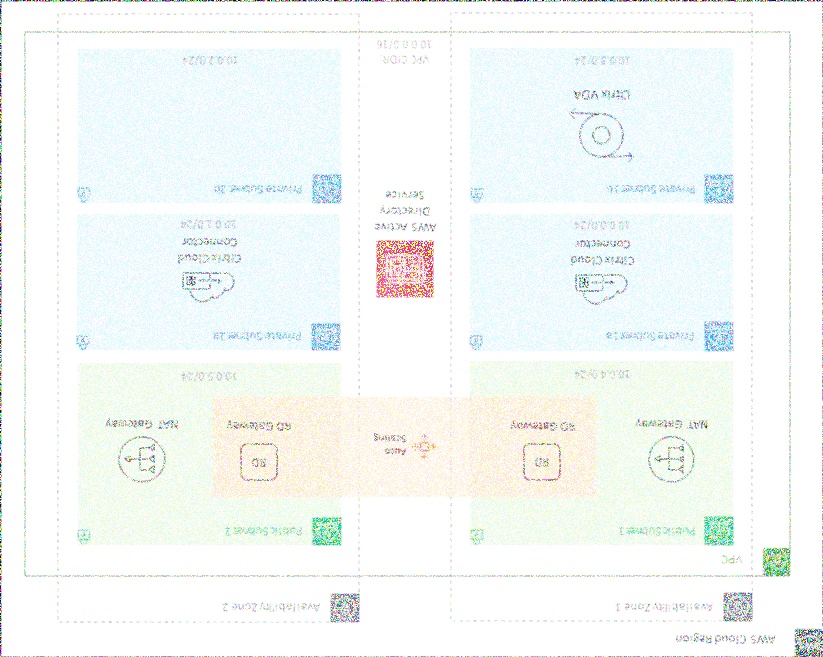 AWS Cloud Region
Availability Zone 1
Availability Zone 2
VPC
Public Subnet 1
Public Subnet 2
RD
RD
NAT Gateway
RD Gateway
Auto
Scaling
RD Gateway
NAT Gateway
10.0.4.0/24
10.0.5.0/24
Private Subnet 1a
Private Subnet 2a
Citrix Cloud
Connector
10.0.0.0/24
Citrix Cloud
Connector
10.0.1.0/24
AWS Active
Directory
Service
Private Subnet 1b
Private Subnet 2b
Citrix VDA
10.0.3.0/24
10.0.2.0/24
VPC CIDR
10.0.0.0/16